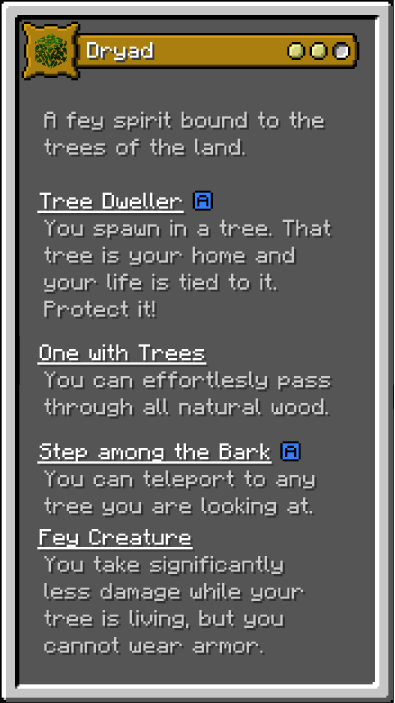 Dryad
A fey spirit bound to the
trees of the land.
Tree Dweller A
You spawn in a tree. That
tree is your home and
your life is tied to it.
Protect it!
One with Trees
You can effortlesly pass
through all natural wood.
Step among the Bark A
You can teleport to any
tree you are looking at.
Fey Creature
You take significantly
less damage while your
tree is living, but you
cannot wear armor.